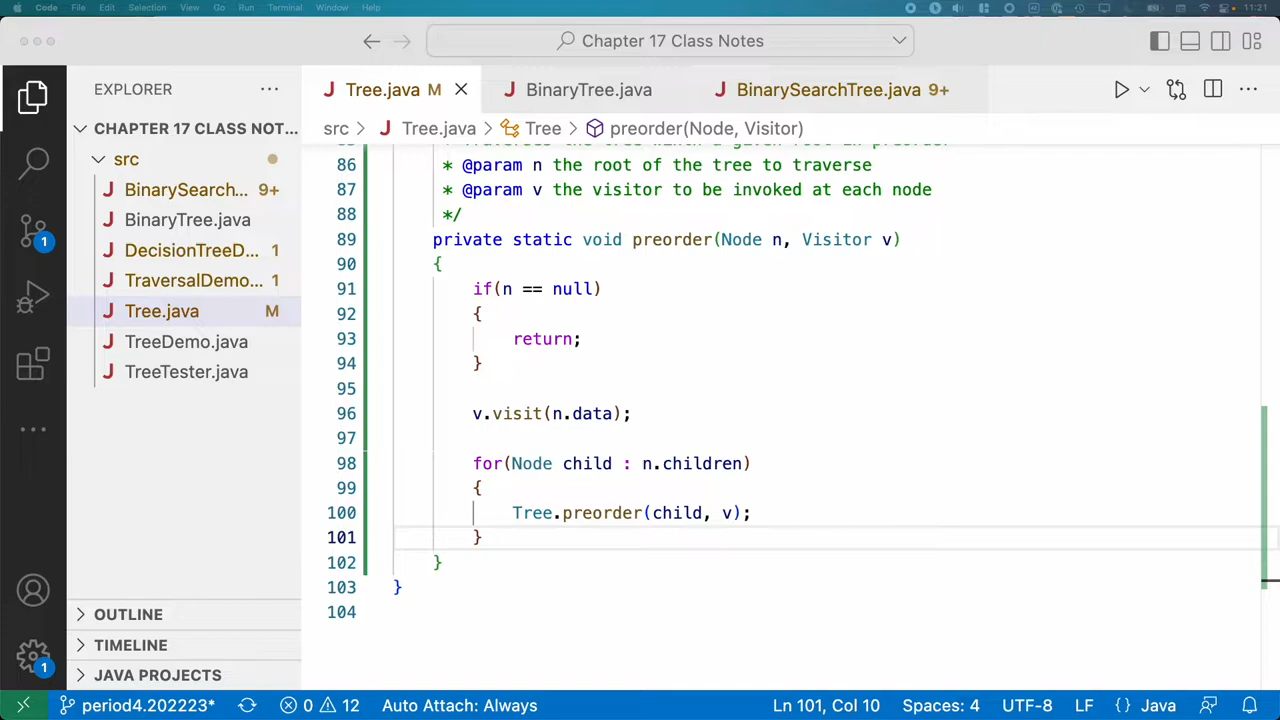 Code File Edit Selection View Go Run Terminal Window Help 11:21
Chapter 17 Class Notes
EXPLORER
CHAPTER 17 CLASS NOT...
src
BinarySearch... 9+
BinaryTree.java
DecisionTreeD... 1
TraversalDemo... 1
Tree.java M
TreeDemo.java
TreeTester.java
OUTLINE
TIMELINE
JAVA PROJECTS
1
1
Tree.java M
BinaryTree.java
BinarySearchTree.java 9+
src > Tree.java > Tree > preorder(Node, Visitor)
86 * @param n the root of the tree to traverse
87 * @param v the visitor to be invoked at each node
88 */
89 private static void preorder(Node n, Visitor v)
90 {
91 if(n == null)
92 {
93 return;
94 }
95
96 v.visit(n.data);
97
98 for(Node child : n.children)
99 {
100 Tree.preorder(child, v);
101 }
102 }
103 }
104
period4.202223* 0 12 Auto Attach: Always Ln 101, Col 10 Spaces: 4 UTF-8 LF {} Java